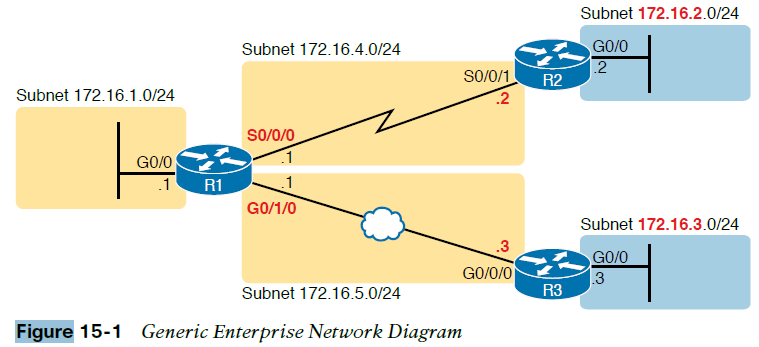 Subnet 172.16.2.0/24
Subnet 172.16.4.0/24
G0/0
.2
S0/0/1
R2
.2
Subnet 172.16.1.0/24
S0/0/0
.1
G0/0
.1
R1
.1
G0/1/0
Subnet 172.16.3.0/24
.3
G0/0
G0/0/0
.3
R3
Subnet 172.16.5.0/24
Figure 15-1 Generic Enterprise Network Diagram